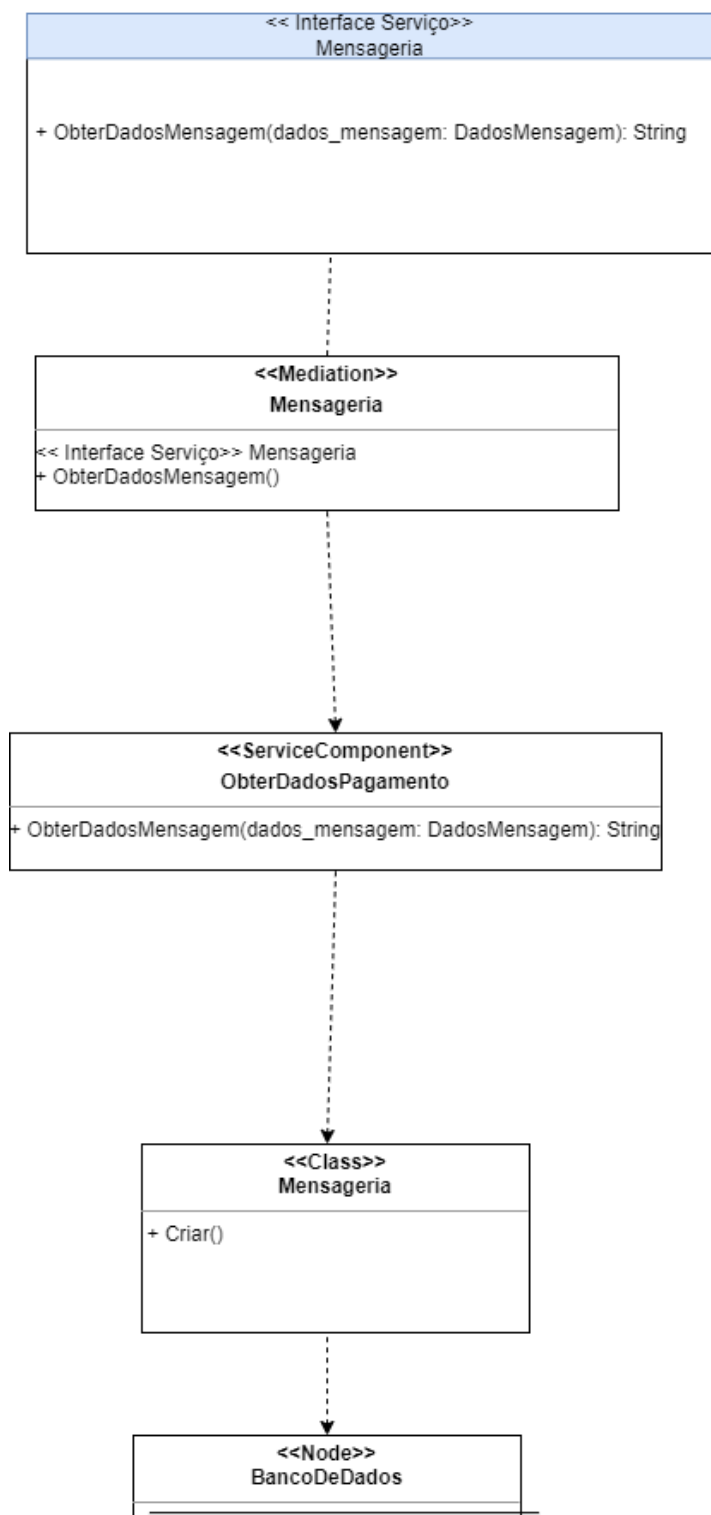 << Interface Serviço>>
Mensageria
+ ObterDadosMensagem(dados_mensagem: DadosMensagem): String
<<Mediation>>
Mensageria
<< Interface Serviço>> Mensageria
+ ObterDadosMensagem()
<<ServiceComponent>>
ObterDadosPagamento
+ ObterDadosMensagem(dados_mensagem: DadosMensagem): String
<<Class>>
Mensageria
+ Criar()
<<Node>>
BancoDeDados